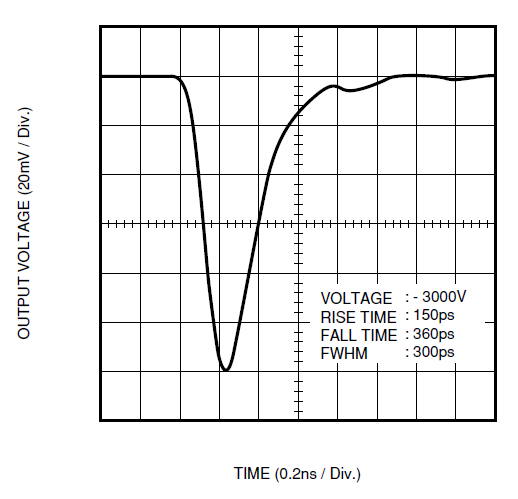 OUTPUT VOLTAGE (20mV / Div.)
VOLTAGE : - 3000V
RISE TIME : 150ps
FALL TIME : 360ps
FWHM : 300ps
TIME (0.2ns / Div.)